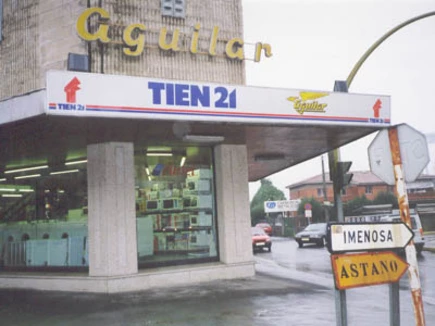 Aguilar
TIEN 21
TIEN 21
Aguilar
TIEN 21
IMENOSA
ASTANO